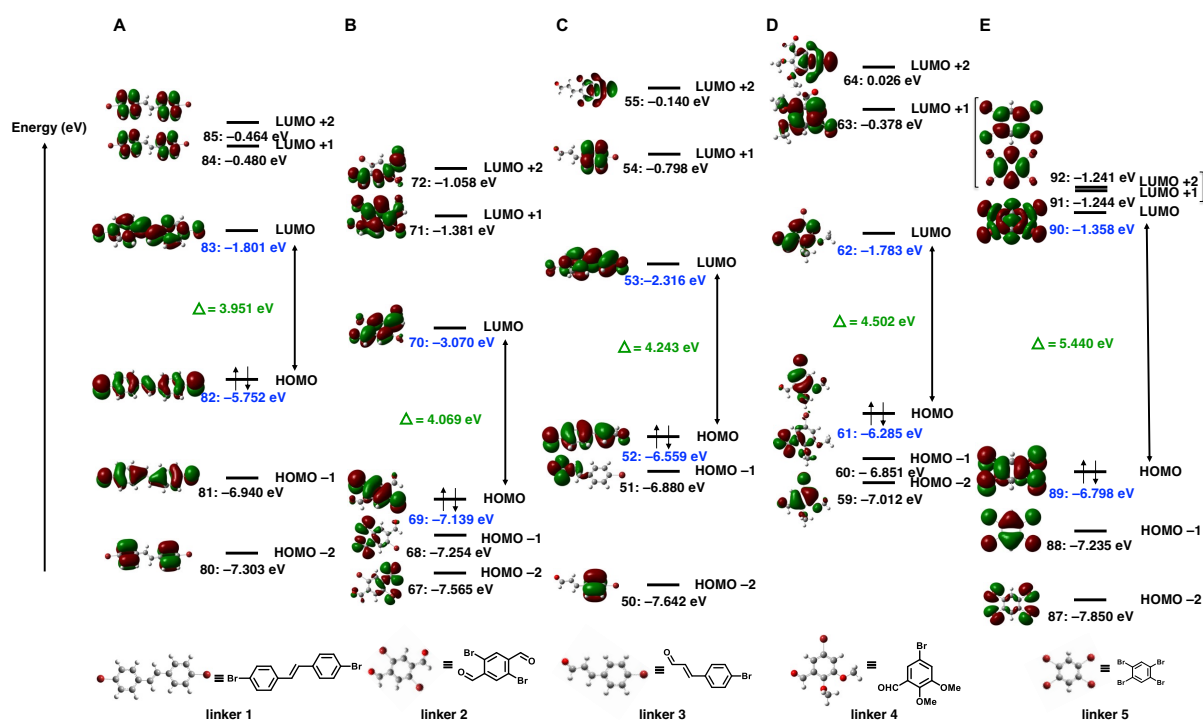 A
B
C
D
E
Energy (eV)
LUMO +2
85: −0.464 eV
LUMO +1
84: −0.480 eV
LUMO
83: −1.801 eV
△ = 3.951 eV
HOMO
82: −5.752 eV
HOMO −1
81: −6.940 eV
HOMO −2
80: −7.303 eV
Br
Br
≡
linker 1
LUMO +2
72: −1.058 eV
LUMO +1
71: −1.381 eV
LUMO
70: −3.070 eV
△ = 4.069 eV
HOMO
69: −7.139 eV
HOMO −1
68: −7.254 eV
HOMO −2
67: −7.565 eV
≡
Br
O
O
Br
linker 2
LUMO +2
55: −0.140 eV
LUMO +1
54: −0.798 eV
LUMO
53: −2.316 eV
△ = 4.243 eV
HOMO
52: −6.559 eV
HOMO −1
51: −6.880 eV
HOMO −2
50: −7.642 eV
O
≡
Br
linker 3
LUMO +2
64: 0.026 eV
LUMO +1
63: −0.378 eV
LUMO
62: −1.783 eV
△ = 4.502 eV
HOMO
61: −6.285 eV
HOMO −1
60: − 6.851 eV
HOMO −2
59: −7.012 eV
Br
≡
OHC
OMe
OMe
linker 4
92: −1.241 eV
LUMO +2
LUMO +1
91: −1.244 eV
LUMO
90: −1.358 eV
△ = 5.440 eV
HOMO
89: −6.798 eV
HOMO −1
88: −7.235 eV
HOMO −2
87: −7.850 eV
≡
Br
Br
Br
Br
linker 5